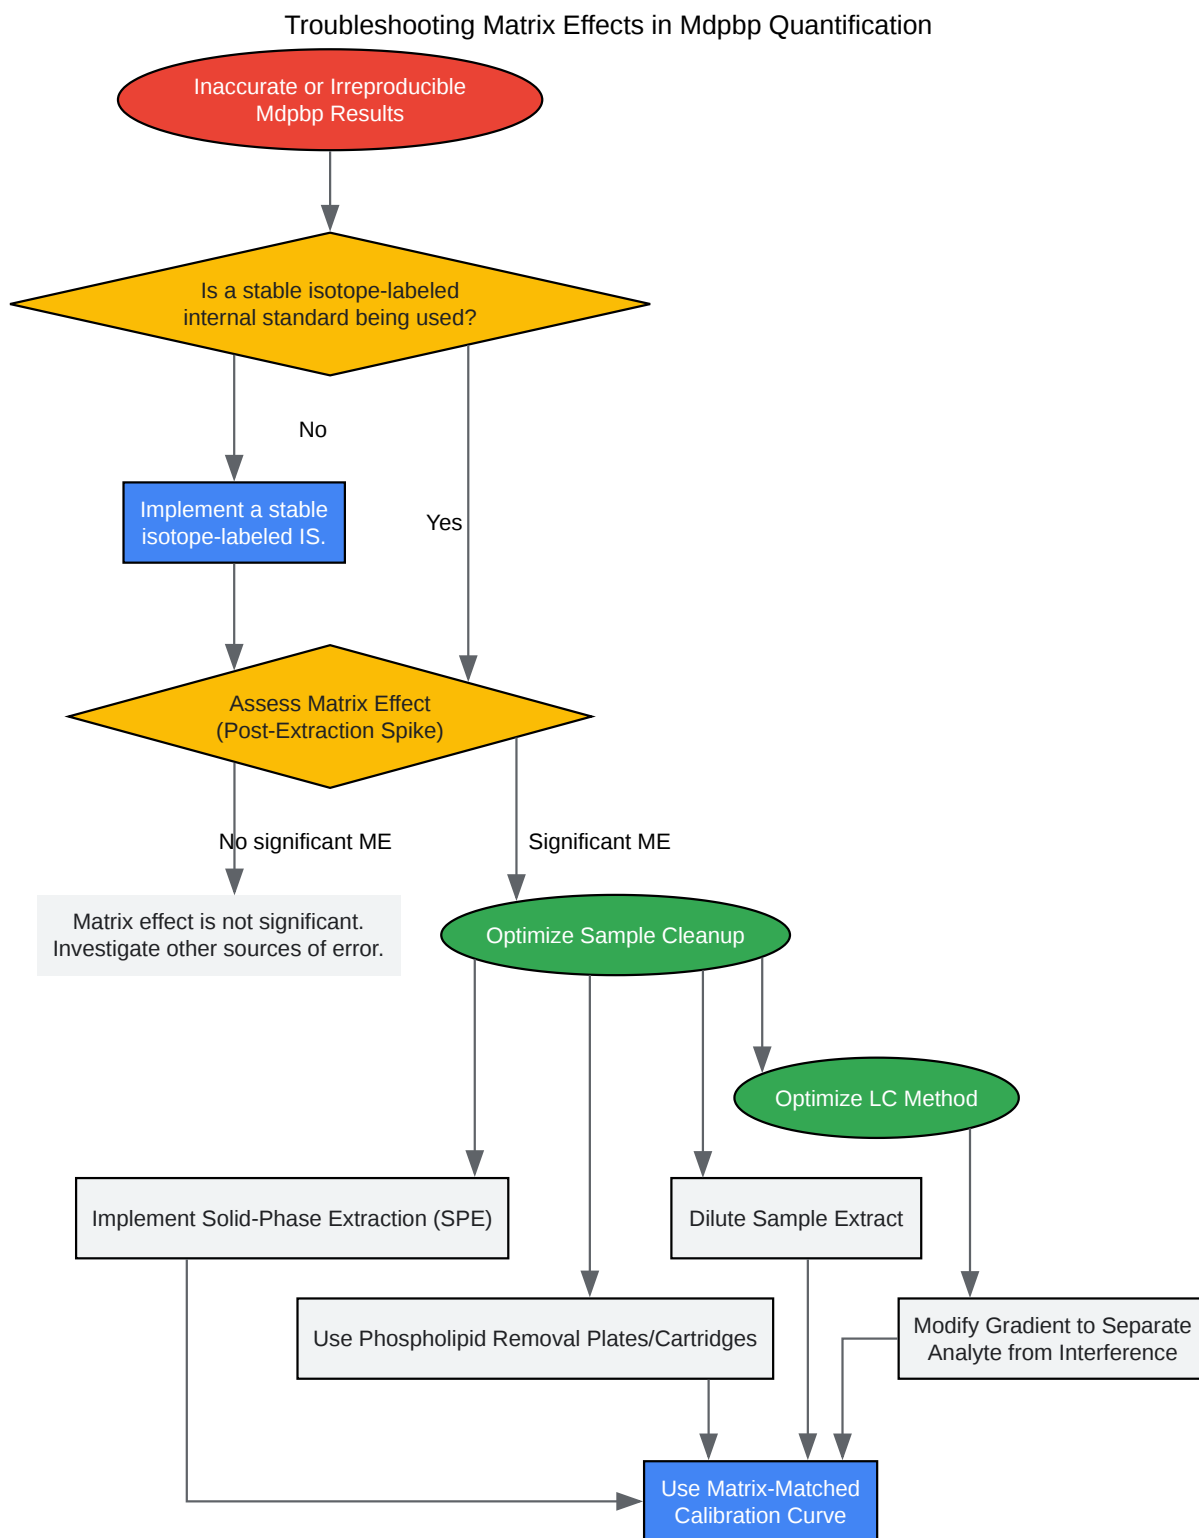 Troubleshooting Matrix Effects in Mdpbp Quantification
Inaccurate or Irreproducible
Mdpbp Results
Is a stable isotope-labeled
internal standard being used?
No
Implement a stable
isotope-labeled IS.
Yes
Assess Matrix Effect
(Post-Extraction Spike)
No significant ME
Significant ME
Matrix effect is not significant.
Investigate other sources of error.
Optimize Sample Cleanup
Optimize LC Method
Implement Solid-Phase Extraction (SPE)
Dilute Sample Extract
Use Phospholipid Removal Plates/Cartridges
Modify Gradient to Separate
Analyte from Interference
Use Matrix-Matched
Calibration Curve